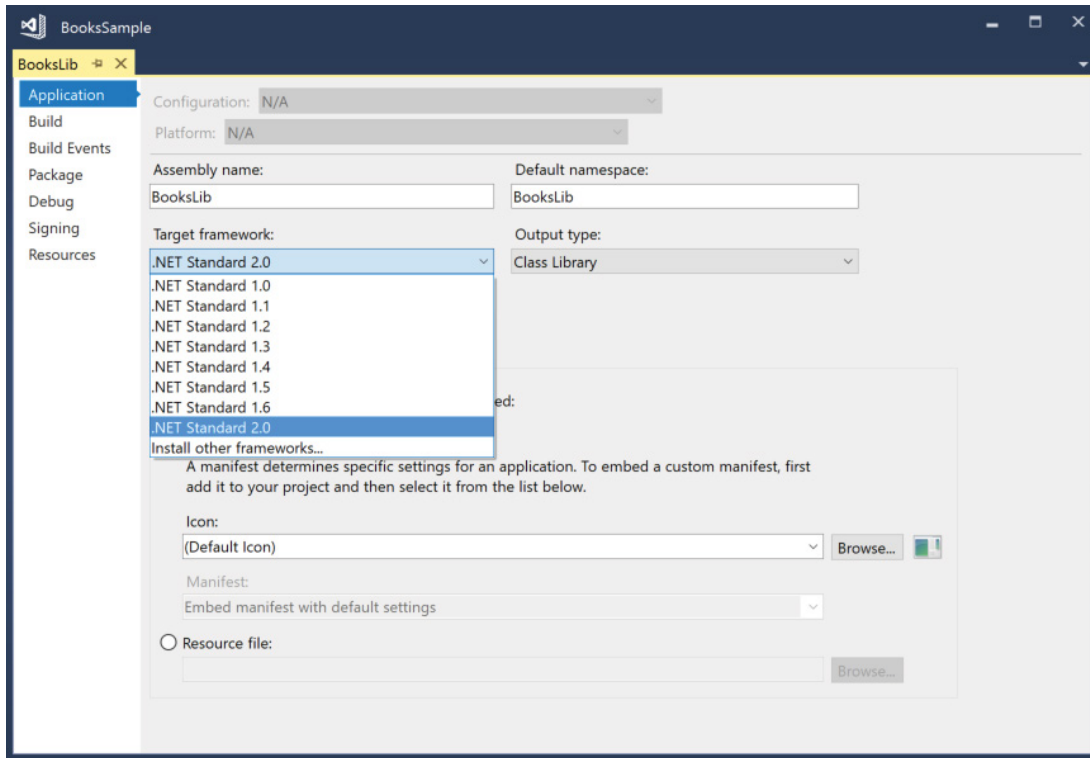 BooksSample
BooksLib
Application
Build
Build Events
Package
Debug
Signing
Resources
Configuration: N/A
Platform: N/A
Assembly name: Default namespace:
BooksLib BooksLib
Target framework: Output type:
.NET Standard 2.0 Class Library
.NET Standard 1.0
.NET Standard 1.1
.NET Standard 1.2
.NET Standard 1.3
.NET Standard 1.4
.NET Standard 1.5
.NET Standard 1.6
ed:
.NET Standard 2.0
Install other frameworks...
A manifest determines specific settings for an application. To embed a custom manifest, first
add it to your project and then select it from the list below.
Icon:
(Default Icon) Browse...
Manifest:
Embed manifest with default settings
Resource file:
Browse...